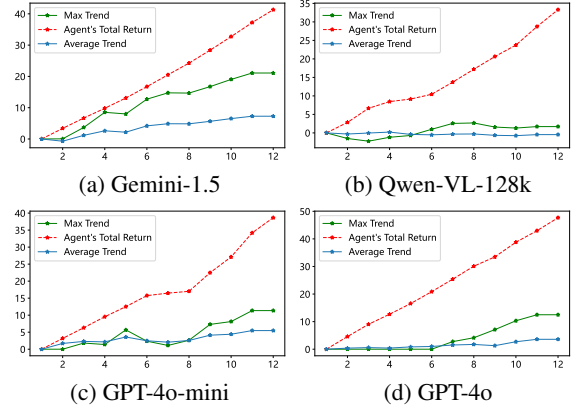 40
30
20
10
0
Max Trend
Agent's Total Return
Average Trend
2 4 6 8 10 12
(a) Gemini-1.5
35
30
25
20
15
10
5
0
Max Trend
Agent's Total Return
Average Trend
2 4 6 8 10 12
(b) Qwen-VL-128k
40
35
30
25
20
15
10
5
0
Max Trend
Agent's Total Return
Average Trend
2 4 6 8 10 12
(c) GPT-4o-mini
50
40
30
20
10
0
Max Trend
Agent's Total Return
Average Trend
2 4 6 8 10 12
(d) GPT-4o